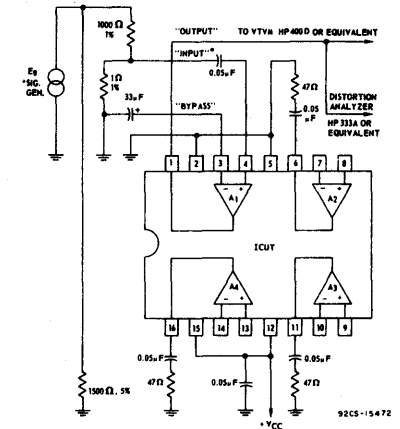 1000 Ω
1%
"OUTPUT"
TO VTVM HP 400D OR EQUIVALENT
"INPUT"*
0.05µF
Eg
*SIG.
GEN.
1Ω
1%
33µF
+
"BYPASS"
47Ω
0.05
µF
DISTORTION
ANALYZER
HP 333A OR
EQUIVALENT
1 2 3 4 5 6 7 8
- + - +
A1 A2
ICUT
A4 A3
- + - +
16 15 14 13 12 11 10 9
0.05µF
0.05µF
0.05µF
47Ω
47Ω
1500Ω, 5%
+VCC
92CS-15472